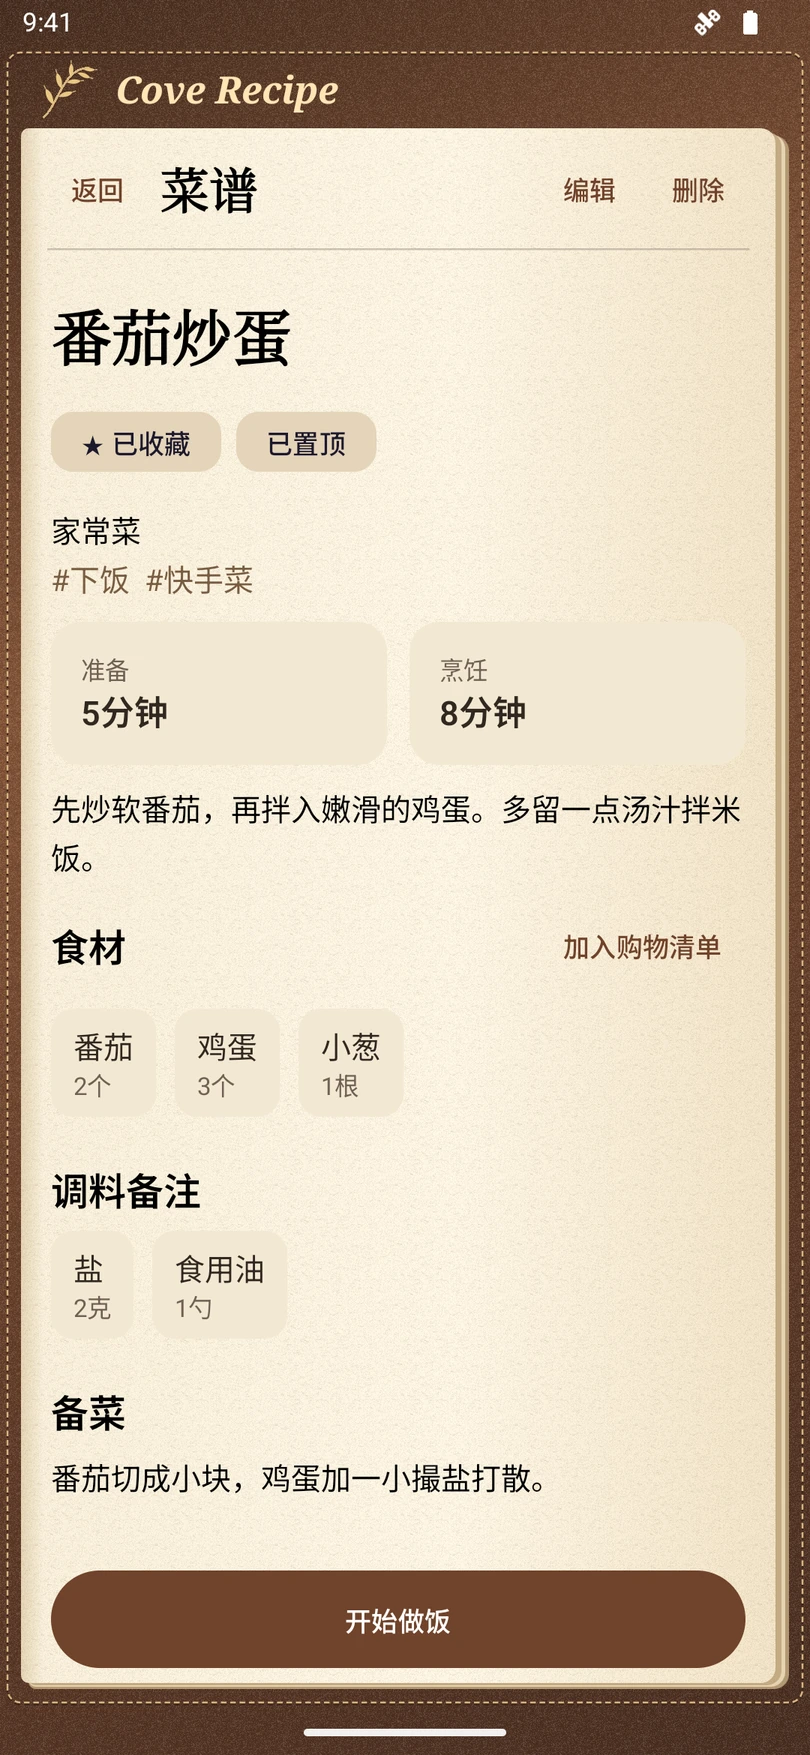 9:41
Cove Recipe
返回 菜谱 编辑 删除
番茄炒蛋
★ 已收藏 已置顶
家常菜
#下饭 #快手菜
准备 烹饪
5分钟 8分钟
先炒软番茄，再拌入嫩滑的鸡蛋。多留一点汤汁拌米
饭。
食材 加入购物清单
番茄 鸡蛋 小葱
2个 3个 1根
调料备注
盐 食用油
2克 1勺
备菜
番茄切成小块，鸡蛋加一小撮盐打散。
开始做饭